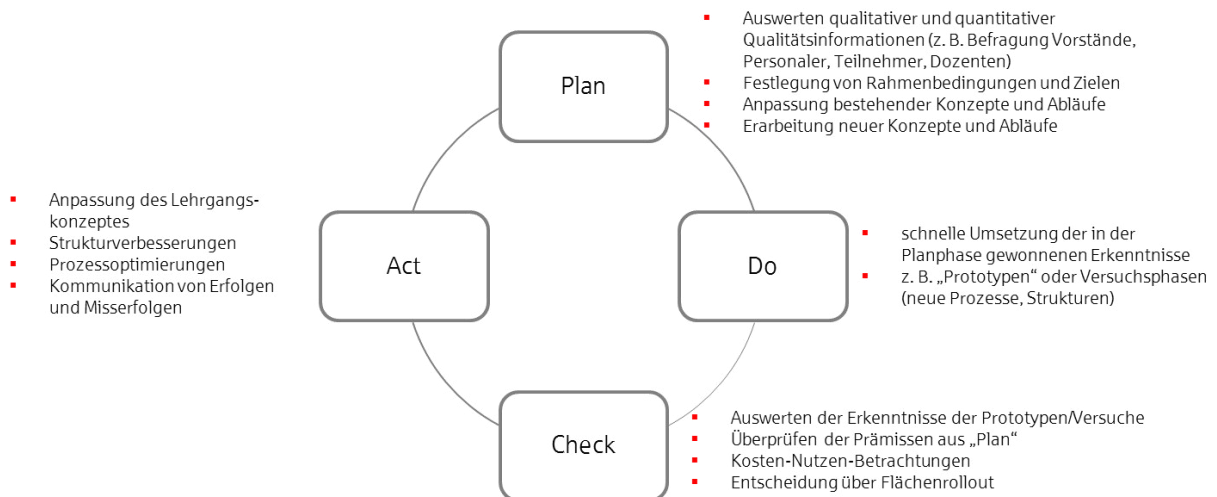 Plan
▪ Auswerten qualitativer und quantitativer
Qualitätsinformationen (z. B. Befragung Vorstände,
Personaler, Teilnehmer, Dozenten)
▪ Festlegung von Rahmenbedingungen und Zielen
▪ Anpassung bestehender Konzepte und Abläufe
▪ Erarbeitung neuer Konzepte und Abläufe
Do
▪ schnelle Umsetzung der in der
Planphase gewonnenen Erkenntnisse
▪ z. B. „Prototypen“ oder Versuchsphasen
(neue Prozesse, Strukturen)
Check
▪ Auswerten der Erkenntnisse der Prototypen/Versuche
▪ Überprüfen der Prämissen aus „Plan“
▪ Kosten-Nutzen-Betrachtungen
▪ Entscheidung über Flächenrollout
Act
▪ Anpassung des Lehrgangs-
konzeptes
▪ Strukturverbesserungen
▪ Prozessoptimierungen
▪ Kommunikation von Erfolgen
und Misserfolgen